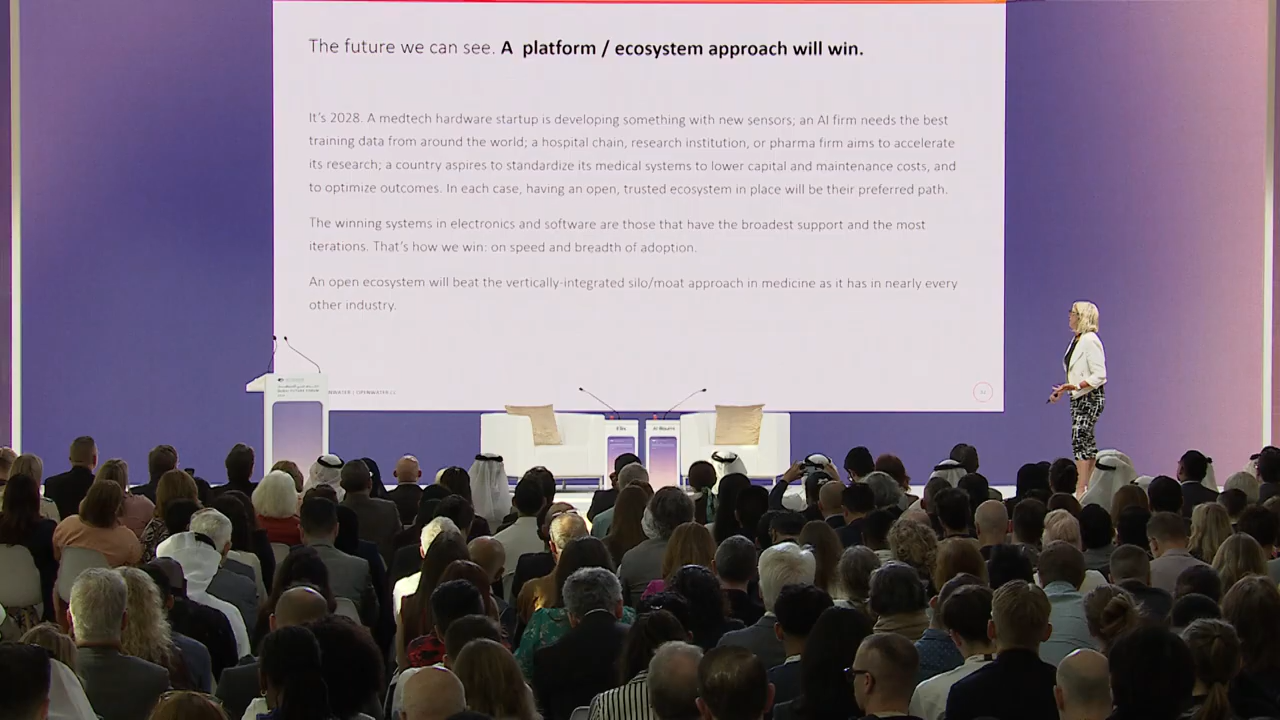 The future we can see. A platform / ecosystem approach will win.
It's 2028. A medtech hardware startup is developing something with new sensors; an AI firm needs the best
training data from around the world; a hospital chain, research institution, or pharma firm aims to accelerate
its research; a country aspires to standardize its medical systems to lower capital and maintenance costs, and
to optimize outcomes. In each case, having an open, trusted ecosystem in place will be their preferred path.
The winning systems in electronics and software are those that have the broadest support and the most
iterations. That's how we win: on speed and breadth of adoption.
An open ecosystem will beat the vertically-integrated silo/moat approach in medicine as it has in nearly every
other industry.